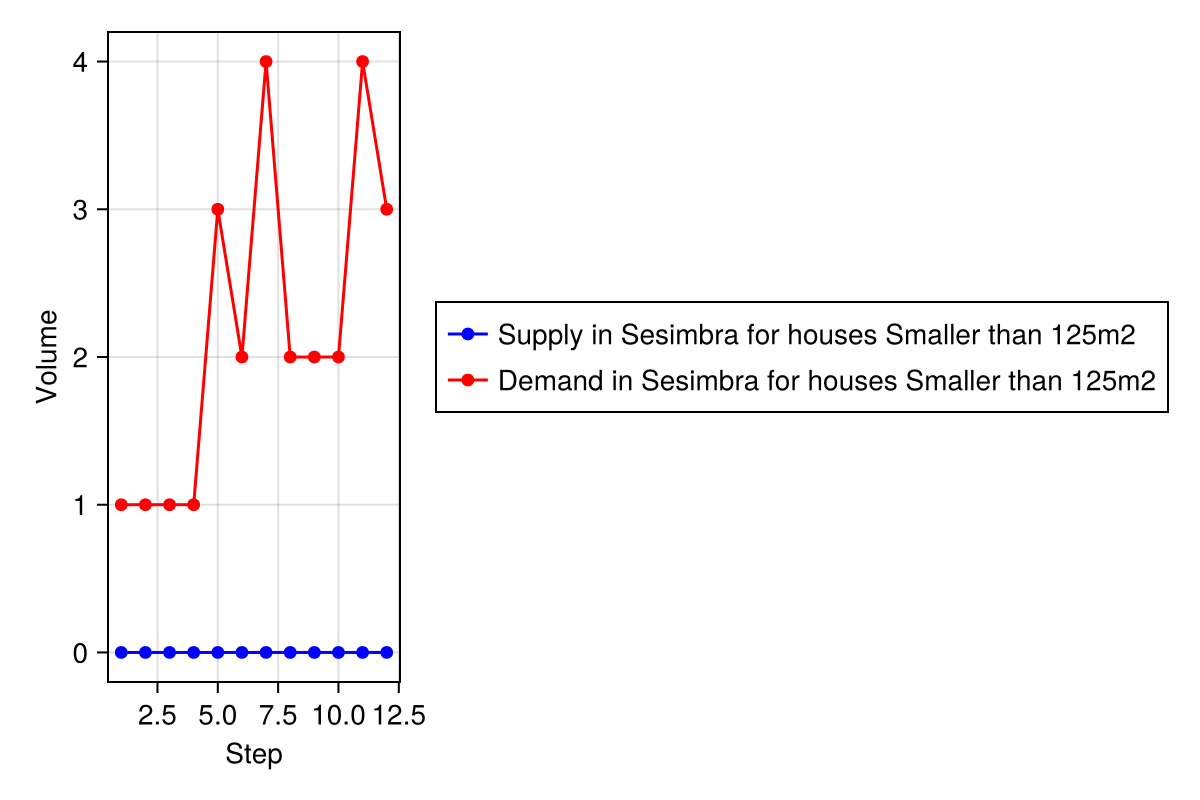 4
3
2
1
0
Volume
2.5 5.0 7.5 10.0 12.5
Step
Supply in Sesimbra for houses Smaller than 125m2
Demand in Sesimbra for houses Smaller than 125m2